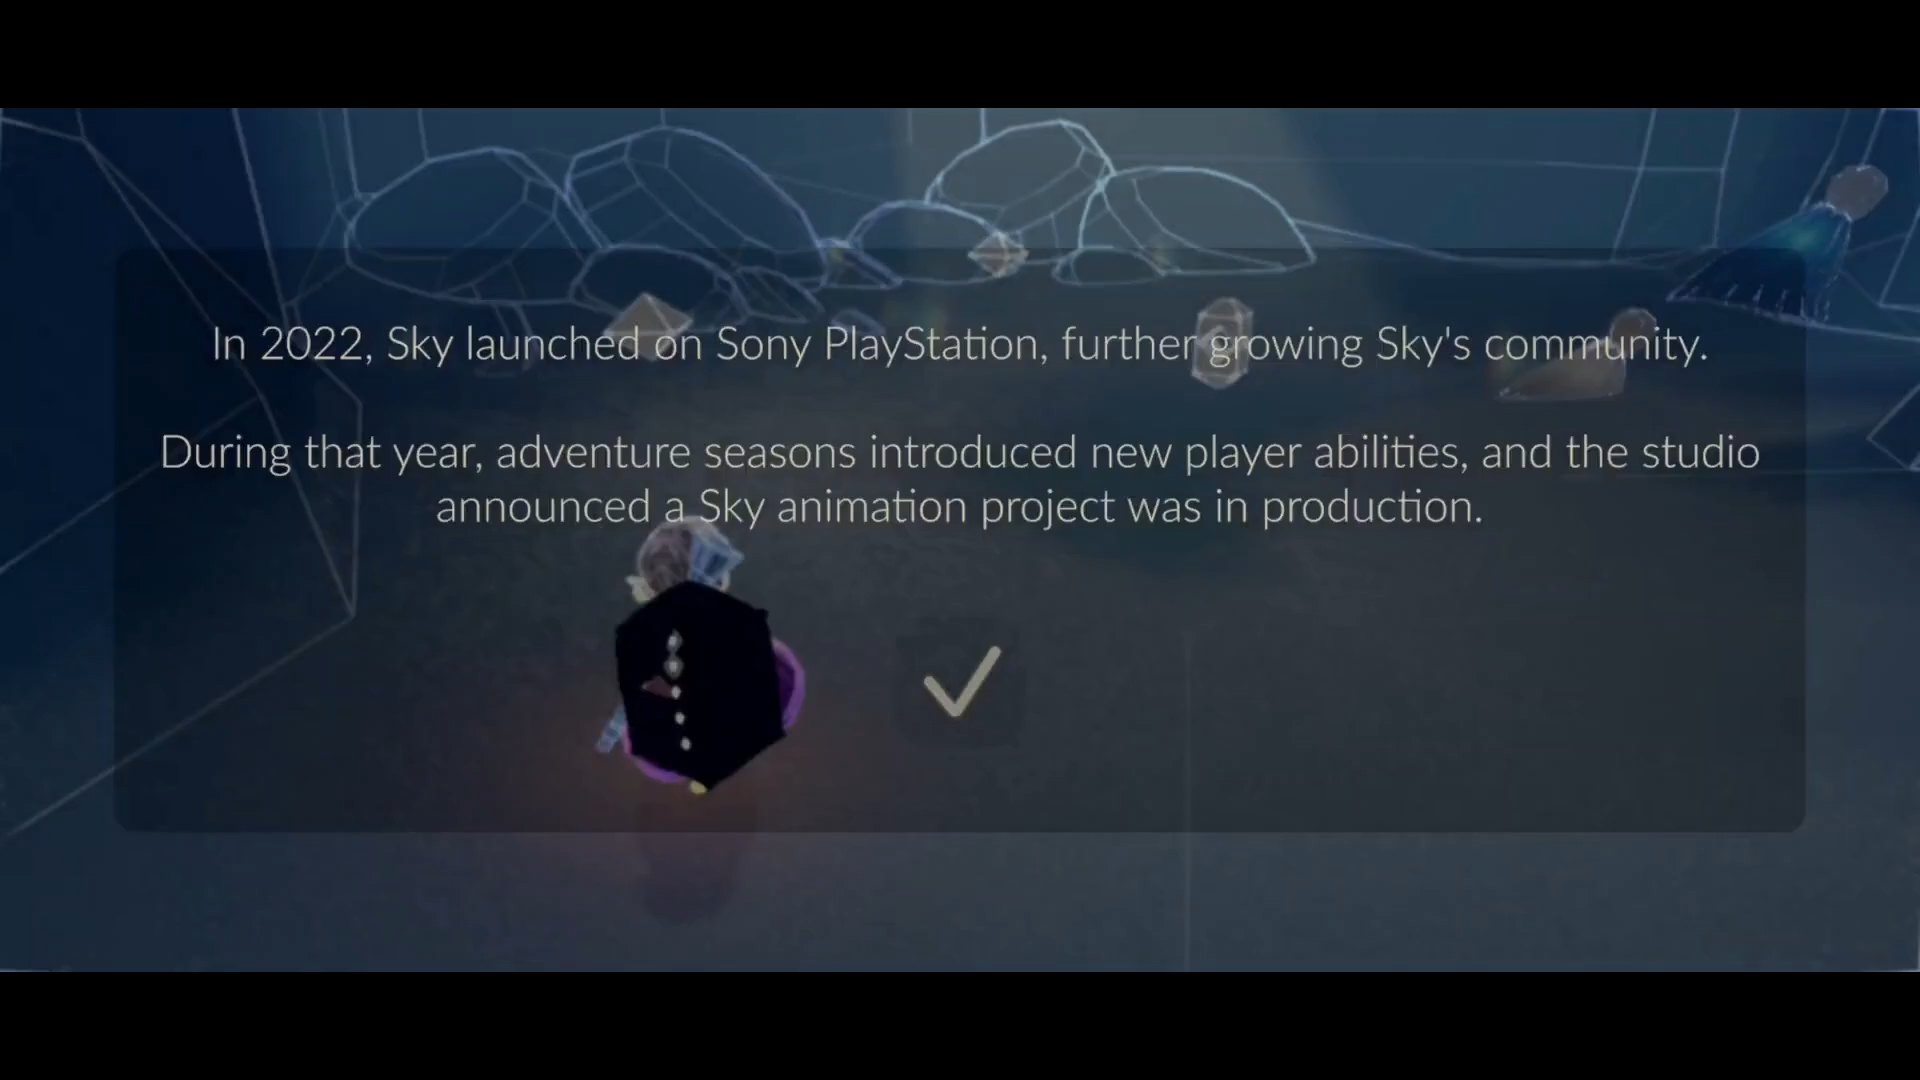 In 2022, Sky launched on Sony PlayStation, further growing Sky's community.
During that year, adventure seasons introduced new player abilities, and the studio
announced a Sky animation project was in production.